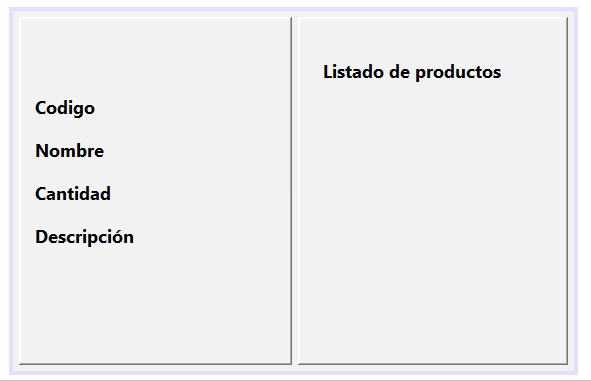 Listado de productos
Codigo
Nombre
Cantidad
Descripción